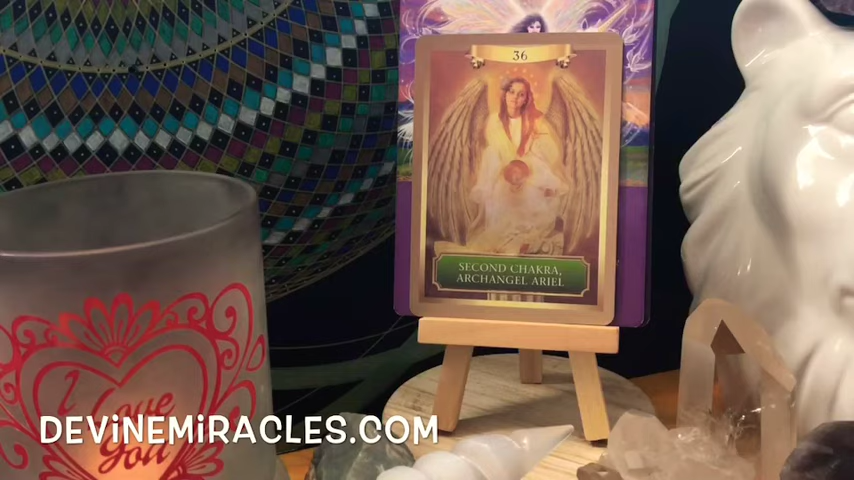 36
SECOND CHAKRA,
ARCHANGEL ARIEL
I Love
You
DEViNEMiRACLES.COM